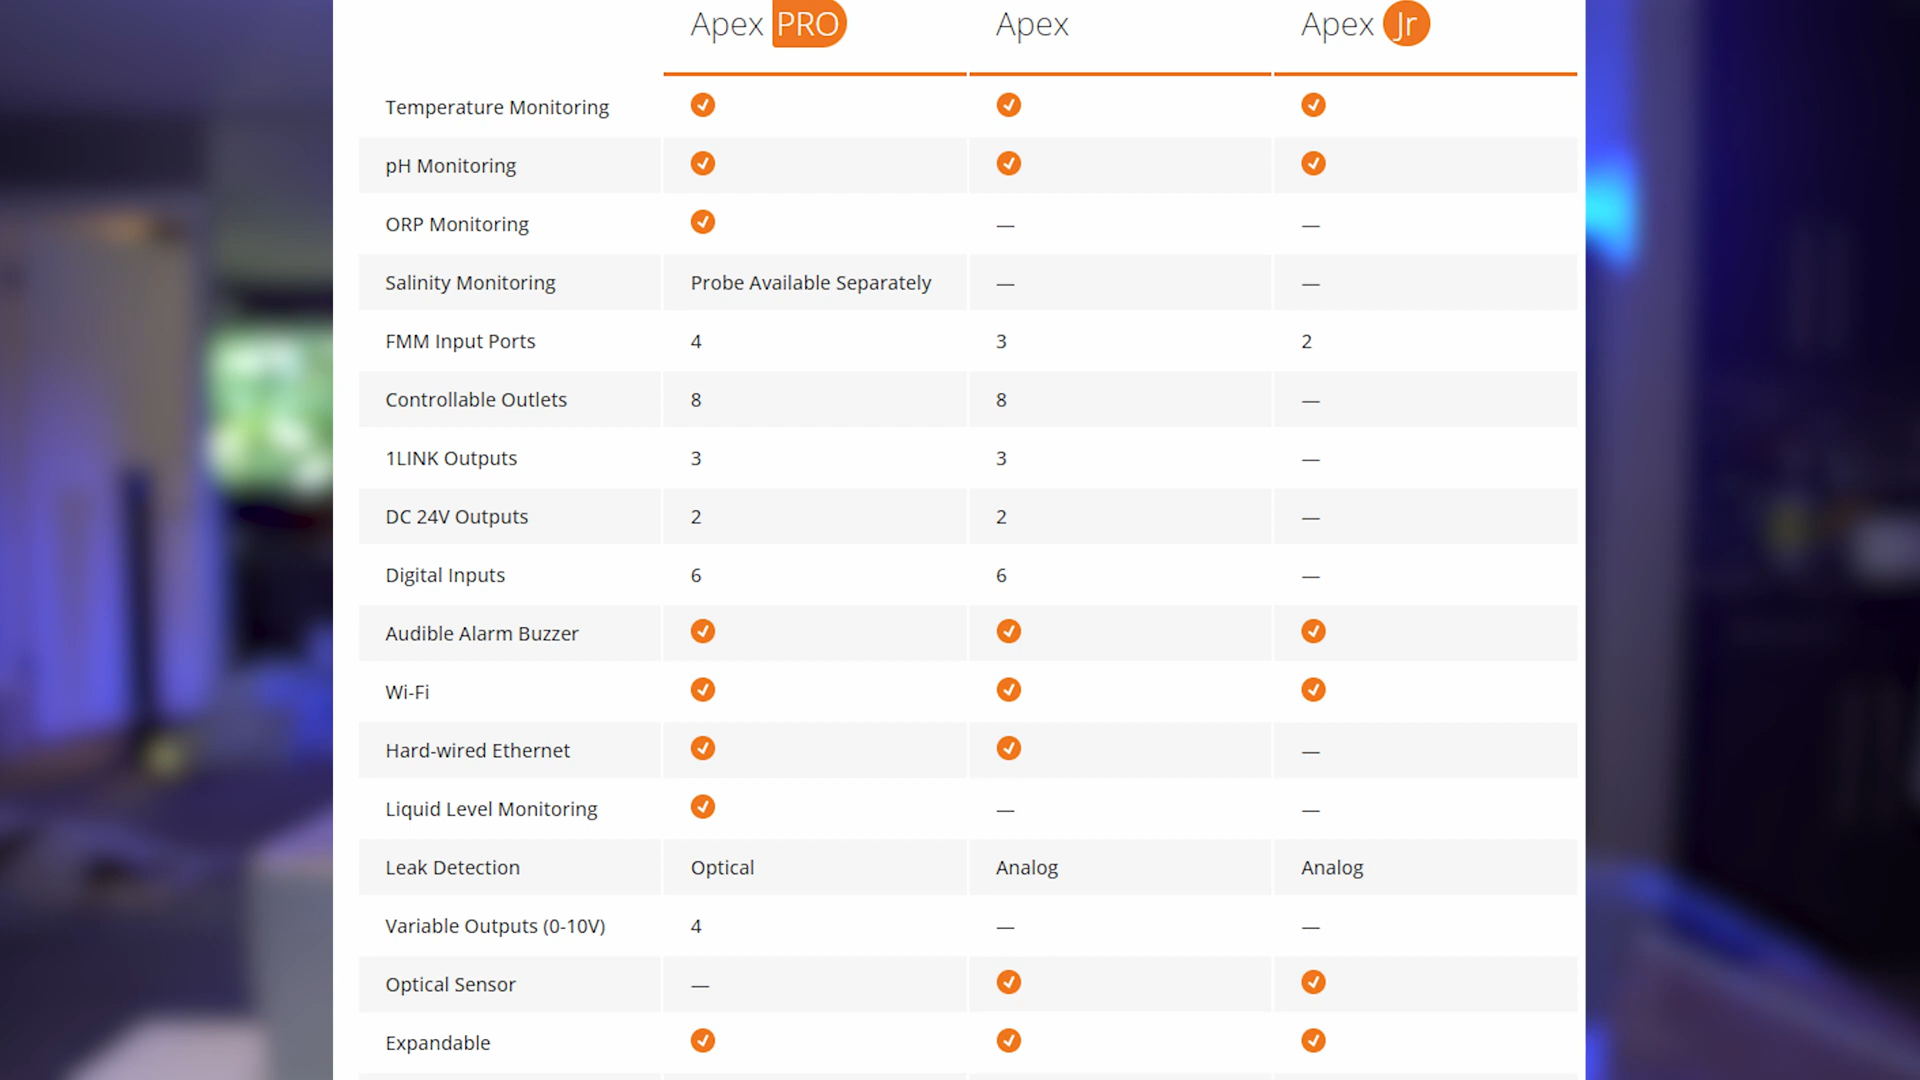 Apex PRO Apex Apex Jr
Temperature Monitoring
pH Monitoring
ORP Monitoring — —
Salinity Monitoring Probe Available Separately — —
FMM Input Ports 4 3 2
Controllable Outlets 8 8 —
1LINK Outputs 3 3 —
DC 24V Outputs 2 2 —
Digital Inputs 6 6 —
Audible Alarm Buzzer
Wi-Fi
Hard-wired Ethernet —
Liquid Level Monitoring — —
Leak Detection Optical Analog Analog
Variable Outputs (0-10V) 4 — —
Optical Sensor —
Expandable